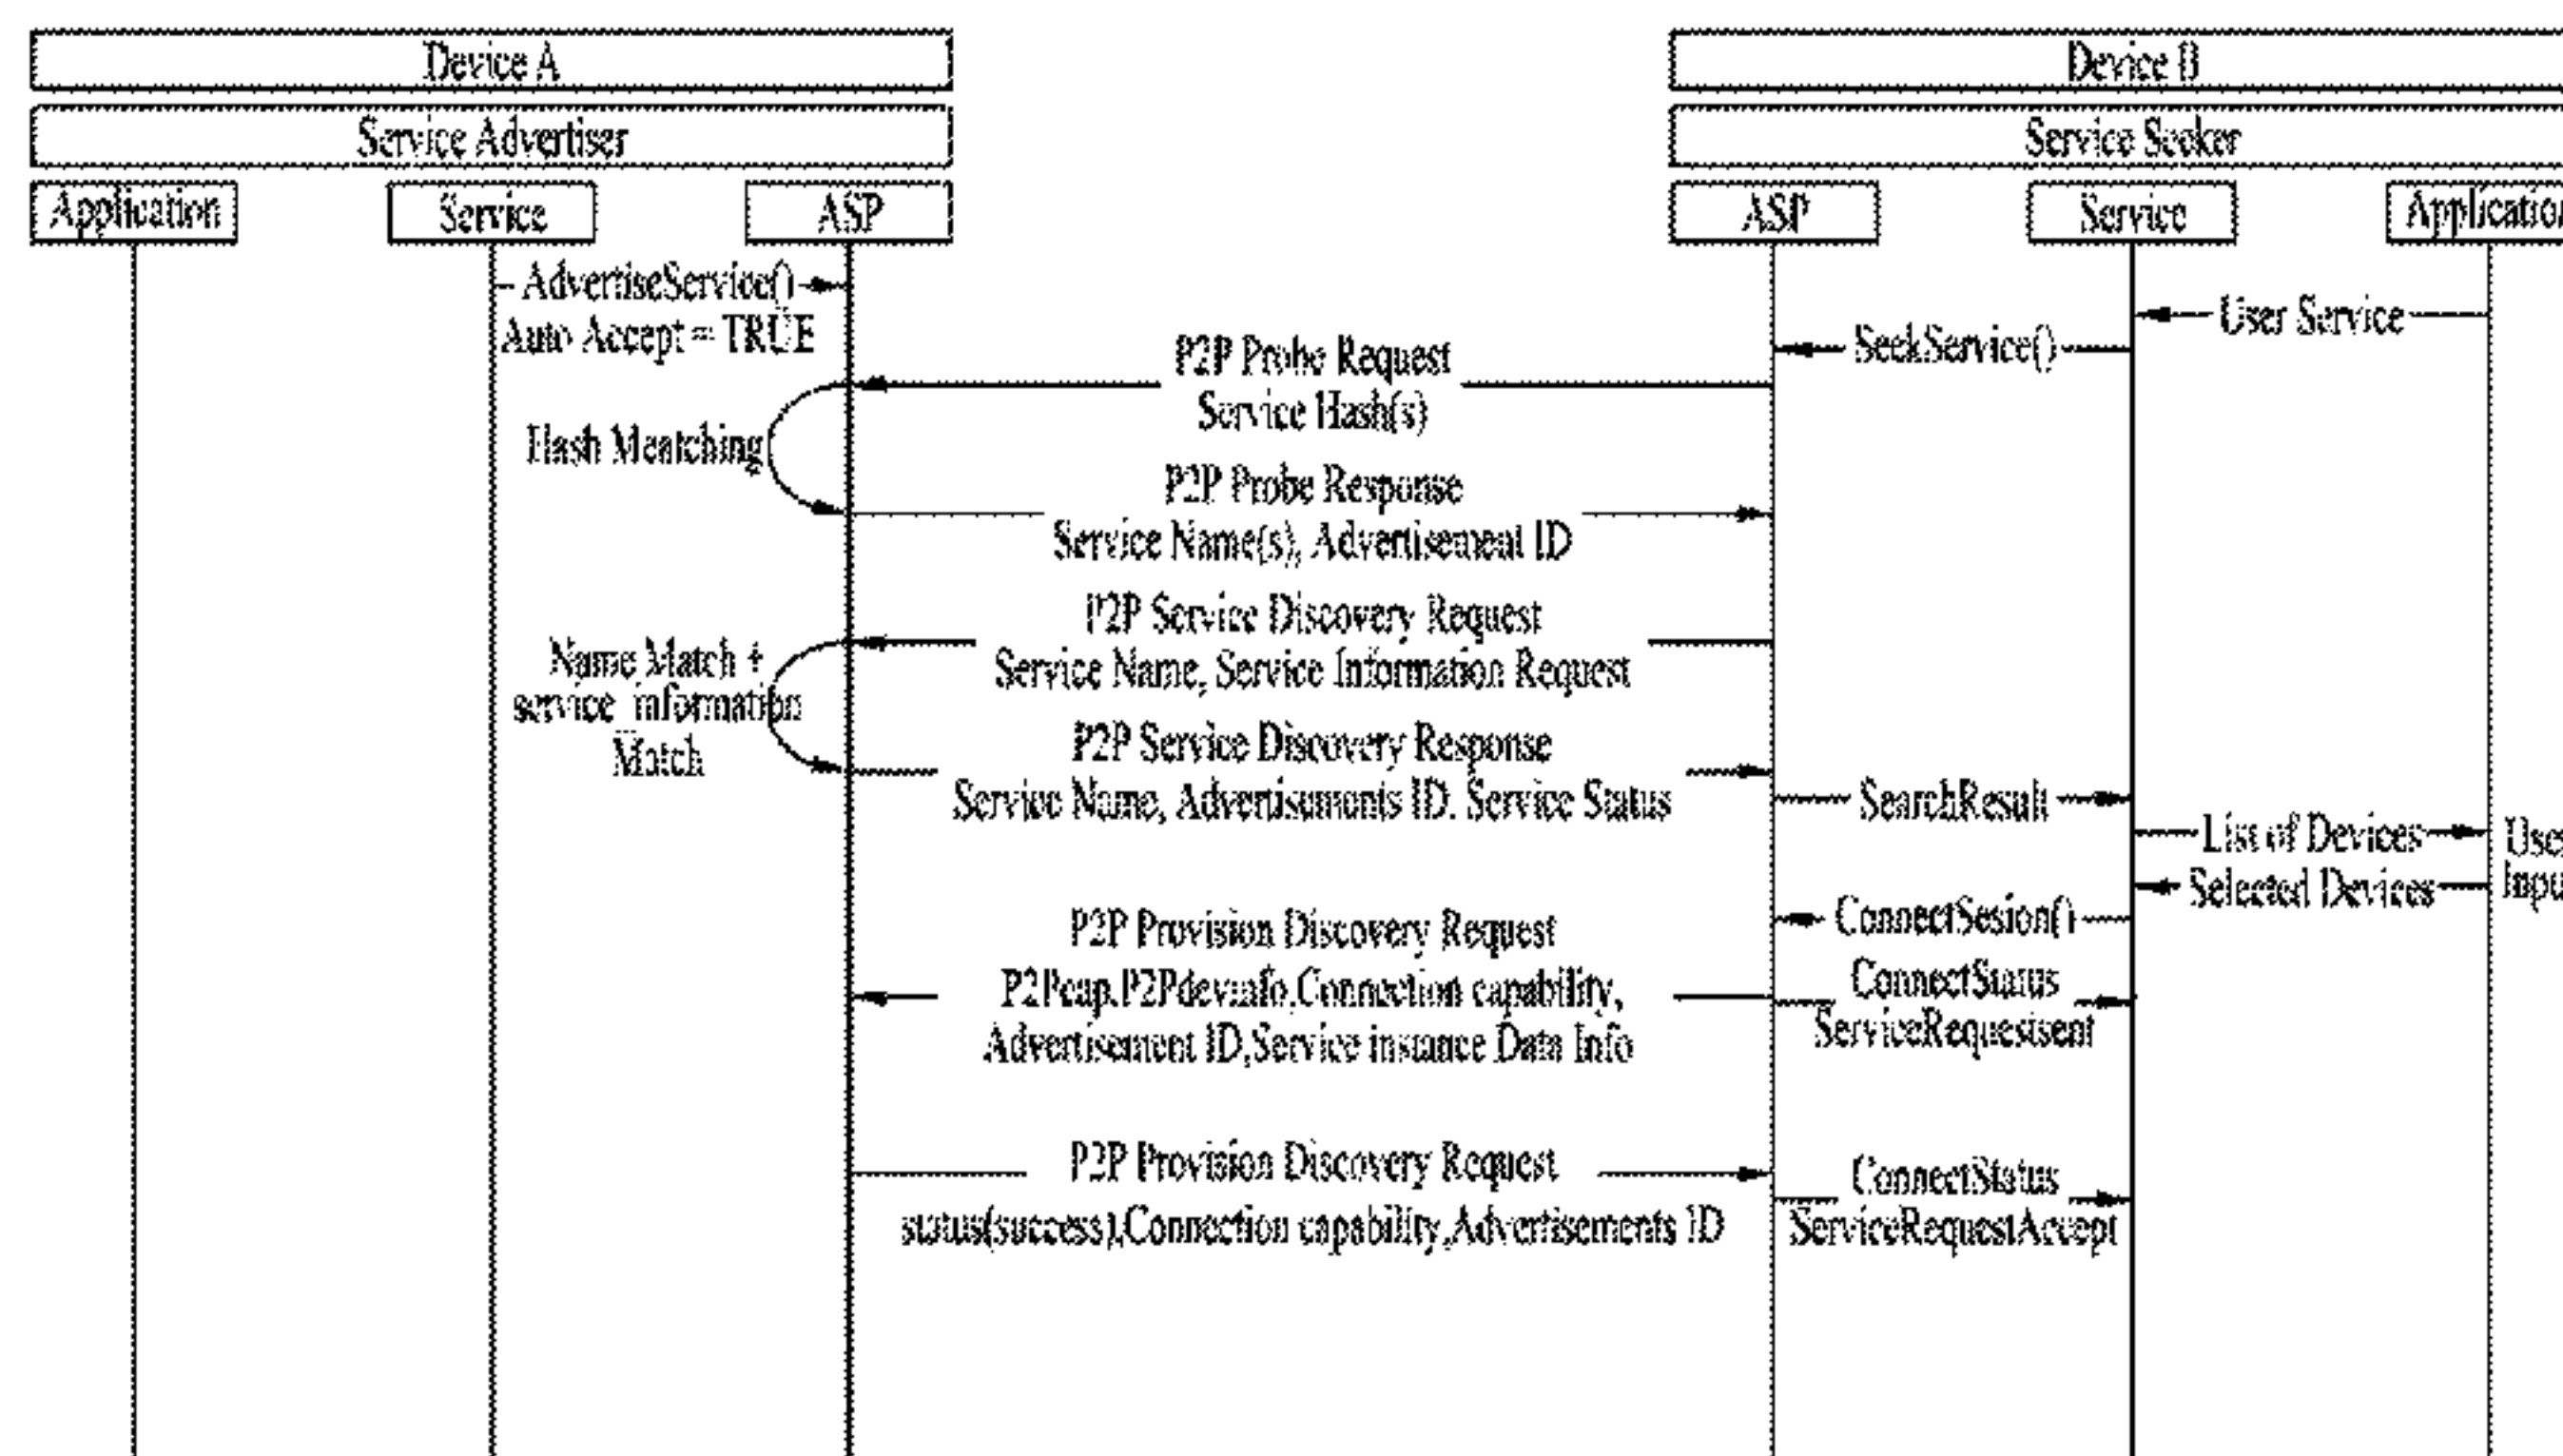 Device A
Device B
Service Advertiser
Service Seeker
Application
Service
ASP
ASP
Service
Application
AdvertiseService()
Auto Accept = TRUE
User Service
SeekService()
P2P Probe Request
Service Hash(s)
Hash Meatching
P2P Probe Response
Service Name(s), Advertisement ID
P2P Service Discovery Request
Service Name, Service Information Request
Name Match +
service information
Match
P2P Service Discovery Response
Service Name, Advertisements ID. Service Status
SearchResult
List of Devices
Selected Devices
ConnectSesion()
P2P Provision Discovery Request
P2Pcap,P2Pdevinfo,Connection capability,
Advertisement ID,Service instance Data Info
ConnectStatus
ServiceRequestsent
P2P Provision Discovery Request
status(success),Connection capability,Advertisements ID
ConnectStatus
ServiceRequestAccept